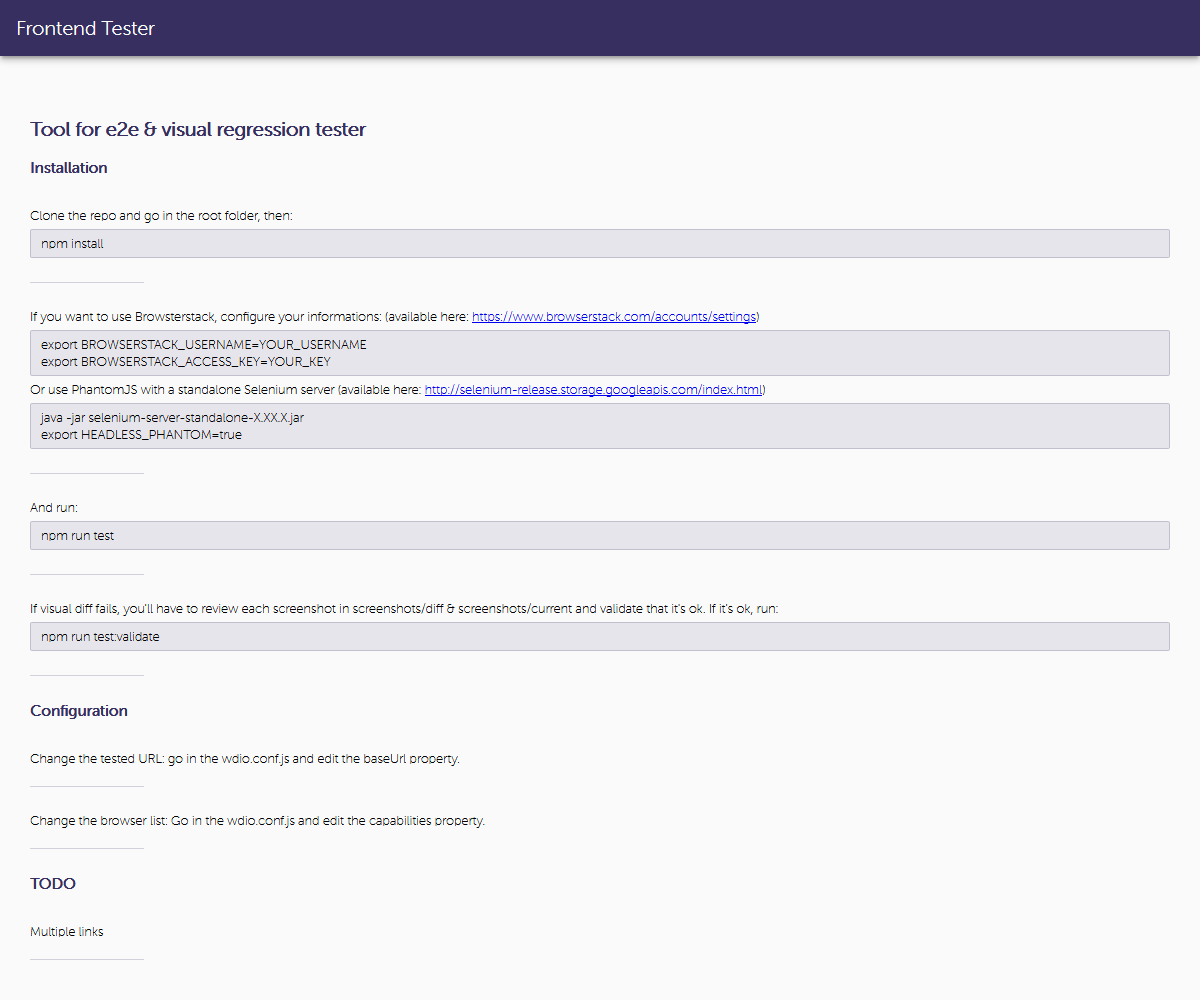 Frontend Tester
Tool for e2e & visual regression tester
Installation
Clone the repo and go in the root folder, then:
npm install
If you want to use Browsterstack, configure your informations: (available here: https://www.browserstack.com/accounts/settings)
export BROWSERSTACK_USERNAME=YOUR_USERNAME
export BROWSERSTACK_ACCESS_KEY=YOUR_KEY
Or use PhantomJS with a standalone Selenium server (available here: http://selenium-release.storage.googleapis.com/index.html)
java -jar selenium-server-standalone-X.XX.X.jar
export HEADLESS_PHANTOM=true
And run:
npm run test
If visual diff fails, you'll have to review each screenshot in screenshots/diff & screenshots/current and validate that it's ok. If it's ok, run:
npm run test:validate
Configuration
Change the tested URL: go in the wdio.conf.js and edit the baseUrl property.
Change the browser list: Go in the wdio.conf.js and edit the capabilities property.
TODO
Multiple links